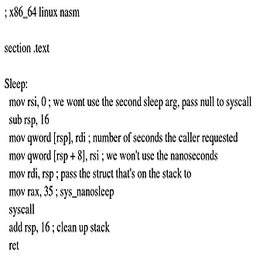 ; x86_64 linux nasm
section .text
Sleep:
mov rsi, 0 ; we wont use the second sleep arg, pass null to syscall
sub rsp, 16
mov qword [rsp], rdi ; number of seconds the caller requested
mov qword [rsp + 8], rsi ; we won't use the nanoseconds
mov rdi, rsp ; pass the struct that's on the stack to
mov rax, 35 ; sys_nanosleep
syscall
add rsp, 16 ; clean up stack
ret